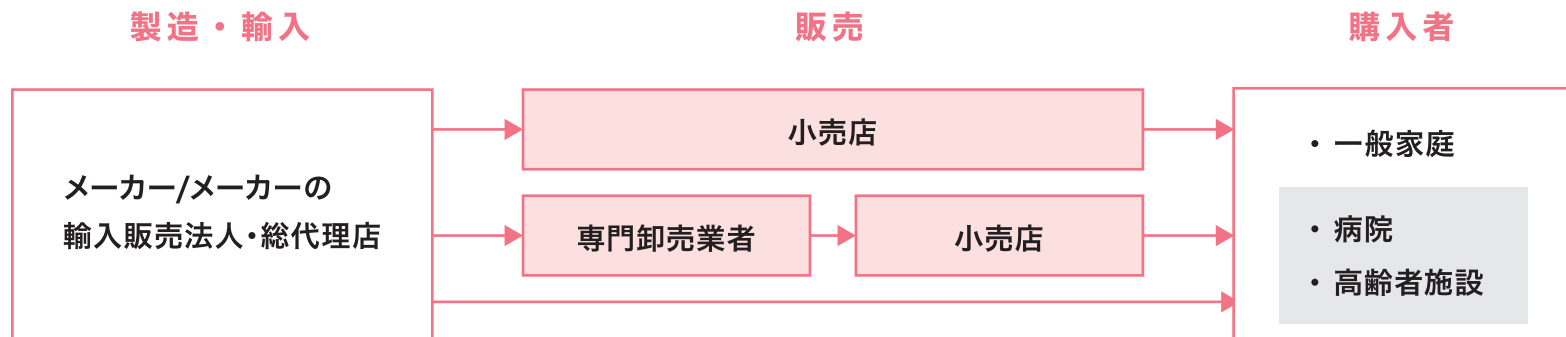 製造・輸入
販売
購入者
メーカー/メーカーの
輸入販売法人・総代理店
小売店
専門卸売業者
小売店
・ 一般家庭
・ 病院
・ 高齢者施設